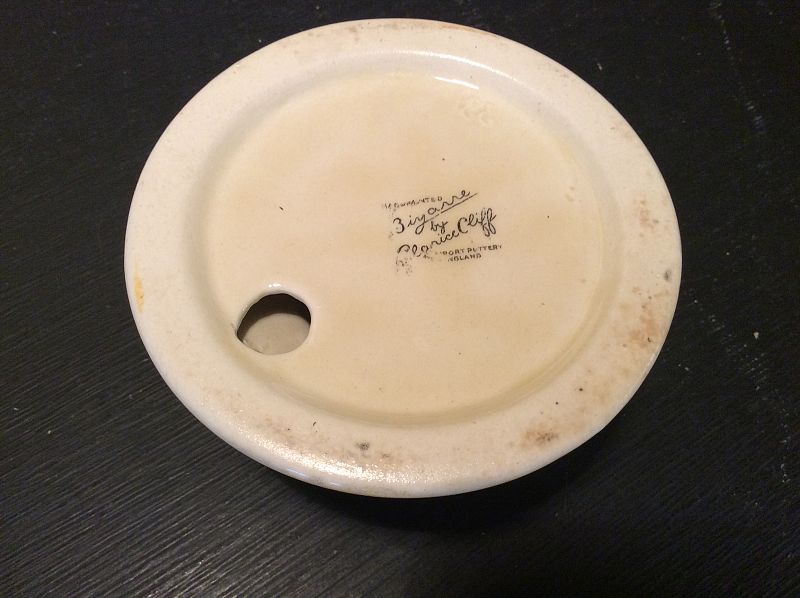 Bizarre
by
Clarice Cliff
POTTERY
ENGLAND